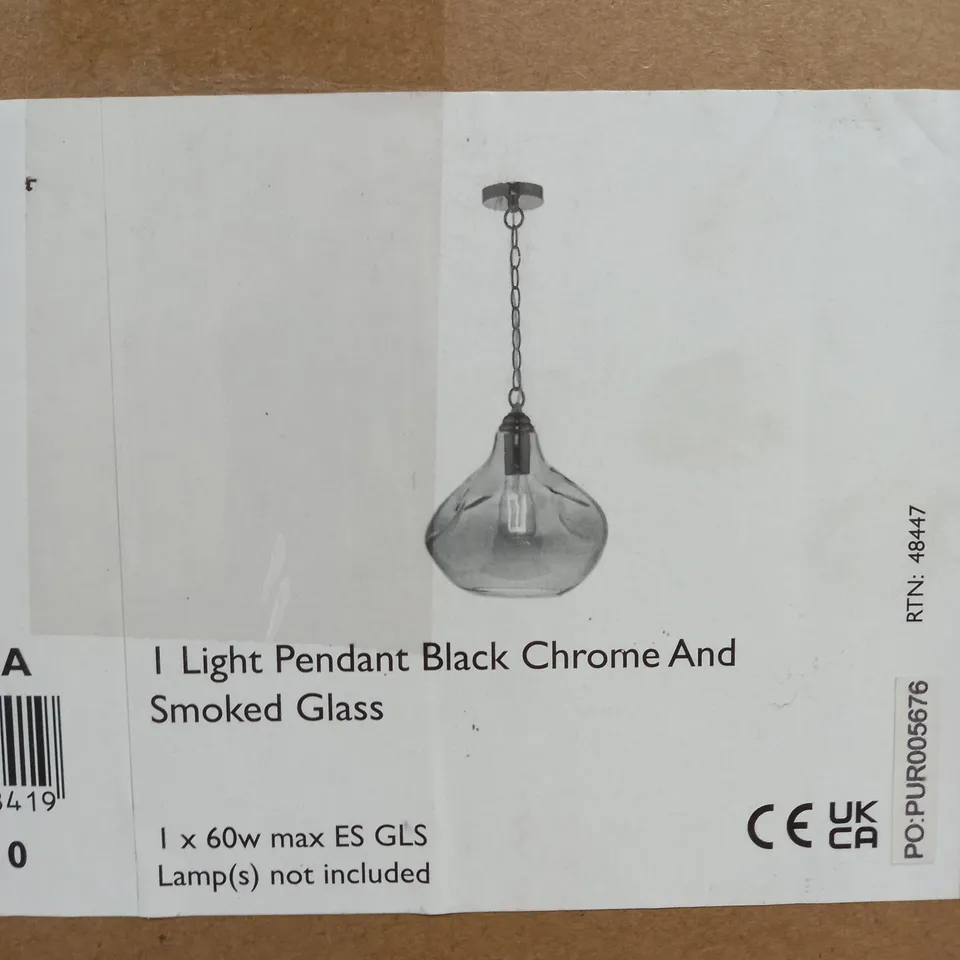 A
3419
0
1 Light Pendant Black Chrome And
Smoked Glass
1 x 60w max ES GLS
Lamp(s) not included
CE UK
CA
RTN: 48447
PO:PUR005676